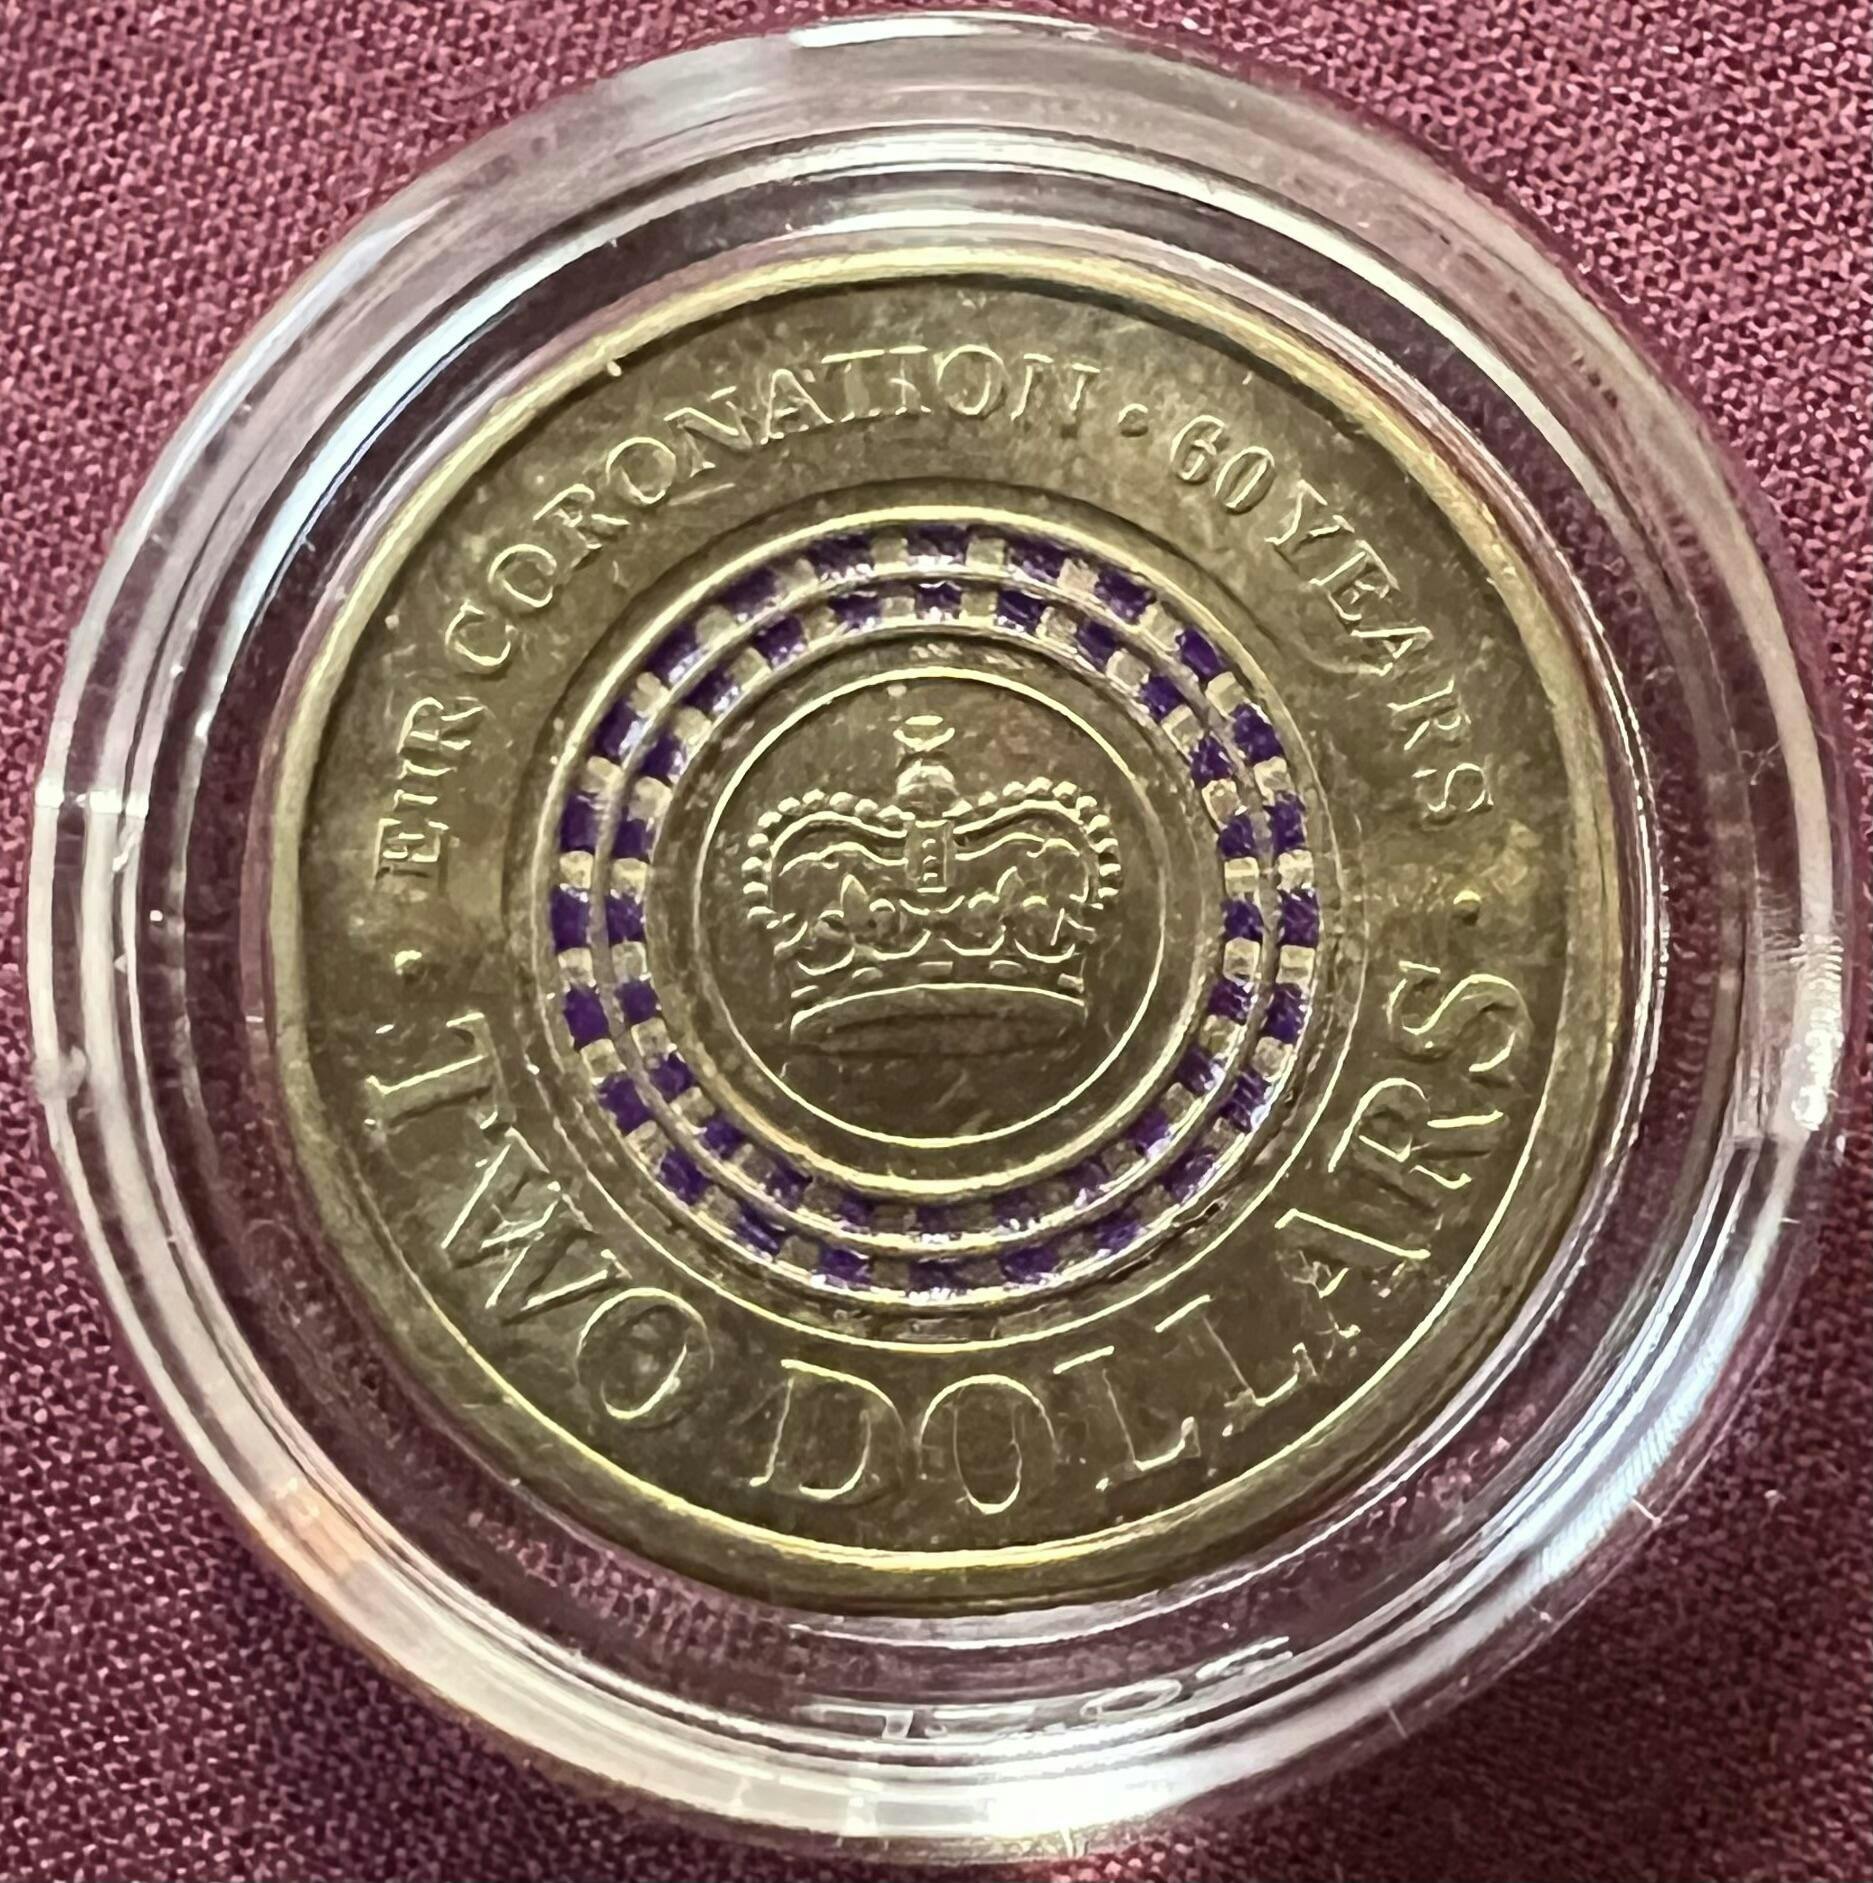 · EIIR CORONATION · 60 YEARS ·
TWO DOLLARS